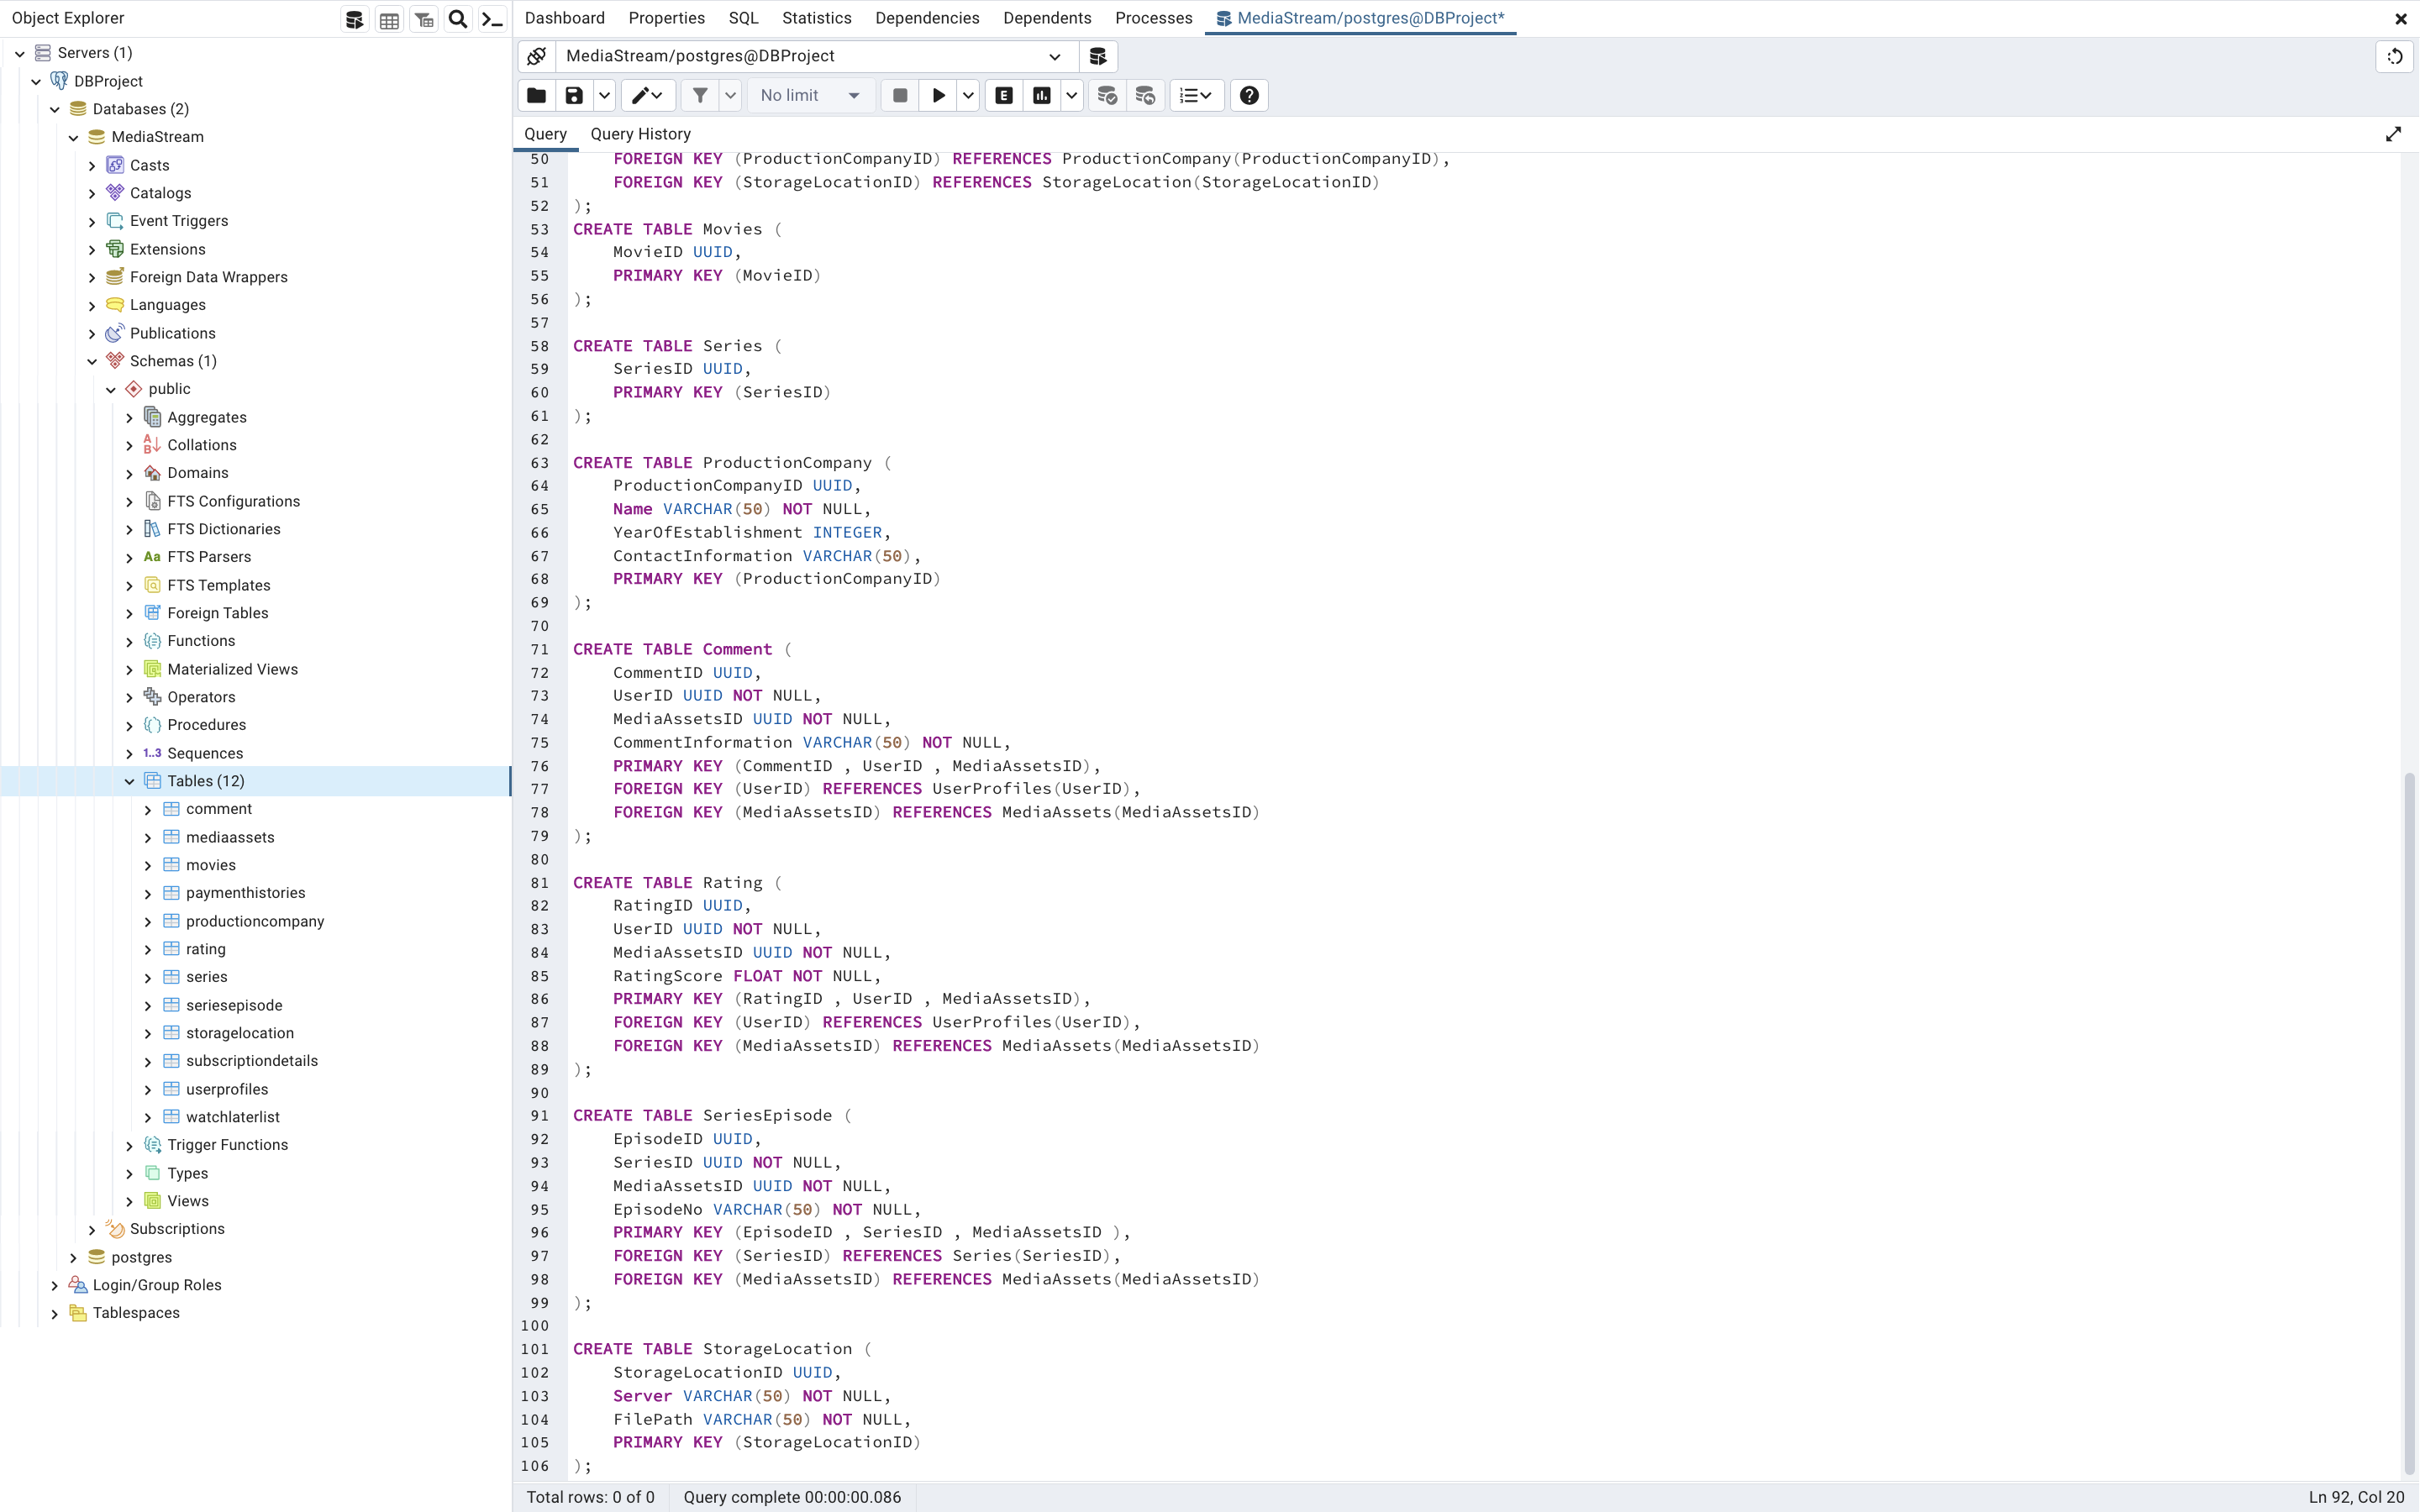 Object Explorer
Servers (1)
DBProject
Databases (2)
MediaStream
Casts
Catalogs
Event Triggers
Extensions
Foreign Data Wrappers
Languages
Publications
Schemas (1)
public
Aggregates
Collations
Domains
FTS Configurations
FTS Dictionaries
Aa FTS Parsers
FTS Templates
Foreign Tables
Functions
Materialized Views
Operators
Procedures
1..3 Sequences
Tables (12)
comment
mediaassets
movies
paymenthistories
productioncompany
rating
series
seriesepisode
storagelocation
subscriptiondetails
userprofiles
watchlaterlist
Trigger Functions
Types
Views
Subscriptions
postgres
Login/Group Roles
Tablespaces
Dashboard Properties SQL Statistics Dependencies Dependents Processes MediaStream/postgres@DBProject*
MediaStream/postgres@DBProject
No limit E
Query Query History
50 FOREIGN KEY (ProductionCompanyID) REFERENCES ProductionCompany(ProductionCompanyID),
51 FOREIGN KEY (StorageLocationID) REFERENCES StorageLocation(StorageLocationID)
52 );
53 CREATE TABLE Movies (
54 MovieID UUID,
55 PRIMARY KEY (MovieID)
56 );
57
58 CREATE TABLE Series (
59 SeriesID UUID,
60 PRIMARY KEY (SeriesID)
61 );
62
63 CREATE TABLE ProductionCompany (
64 ProductionCompanyID UUID,
65 Name VARCHAR(50) NOT NULL,
66 YearOfEstablishment INTEGER,
67 ContactInformation VARCHAR(50),
68 PRIMARY KEY (ProductionCompanyID)
69 );
70
71 CREATE TABLE Comment (
72 CommentID UUID,
73 UserID UUID NOT NULL,
74 MediaAssetsID UUID NOT NULL,
75 CommentInformation VARCHAR(50) NOT NULL,
76 PRIMARY KEY (CommentID , UserID , MediaAssetsID),
77 FOREIGN KEY (UserID) REFERENCES UserProfiles(UserID),
78 FOREIGN KEY (MediaAssetsID) REFERENCES MediaAssets(MediaAssetsID)
79 );
80
81 CREATE TABLE Rating (
82 RatingID UUID,
83 UserID UUID NOT NULL,
84 MediaAssetsID UUID NOT NULL,
85 RatingScore FLOAT NOT NULL,
86 PRIMARY KEY (RatingID , UserID , MediaAssetsID),
87 FOREIGN KEY (UserID) REFERENCES UserProfiles(UserID),
88 FOREIGN KEY (MediaAssetsID) REFERENCES MediaAssets(MediaAssetsID)
89 );
90
91 CREATE TABLE SeriesEpisode (
92 EpisodeID UUID,
93 SeriesID UUID NOT NULL,
94 MediaAssetsID UUID NOT NULL,
95 EpisodeNo VARCHAR(50) NOT NULL,
96 PRIMARY KEY (EpisodeID , SeriesID , MediaAssetsID ),
97 FOREIGN KEY (SeriesID) REFERENCES Series(SeriesID),
98 FOREIGN KEY (MediaAssetsID) REFERENCES MediaAssets(MediaAssetsID)
99 );
100
101 CREATE TABLE StorageLocation (
102 StorageLocationID UUID,
103 Server VARCHAR(50) NOT NULL,
104 FilePath VARCHAR(50) NOT NULL,
105 PRIMARY KEY (StorageLocationID)
106 );
Total rows: 0 of 0 Query complete 00:00:00.086 Ln 92, Col 20